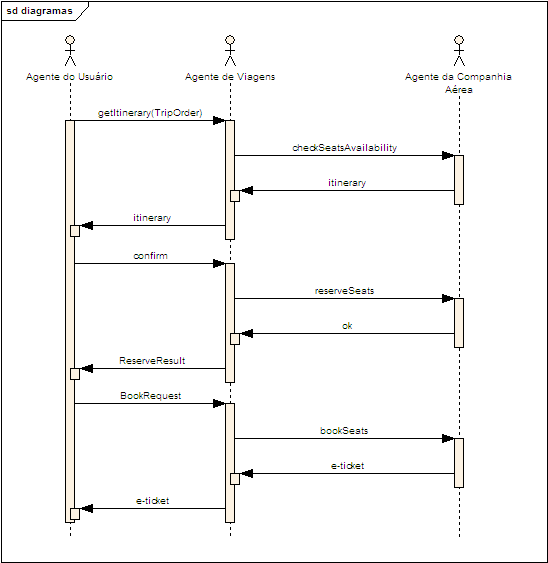 sd diagramas
Agente do Usuário
Agente de Viagens
Agente da Companhia
Aérea
getItinerary(TripOrder)
checkSeatsAvailability
itinerary
itinerary
confirm
reserveSeats
ok
ReserveResult
BookRequest
bookSeats
e-ticket
e-ticket